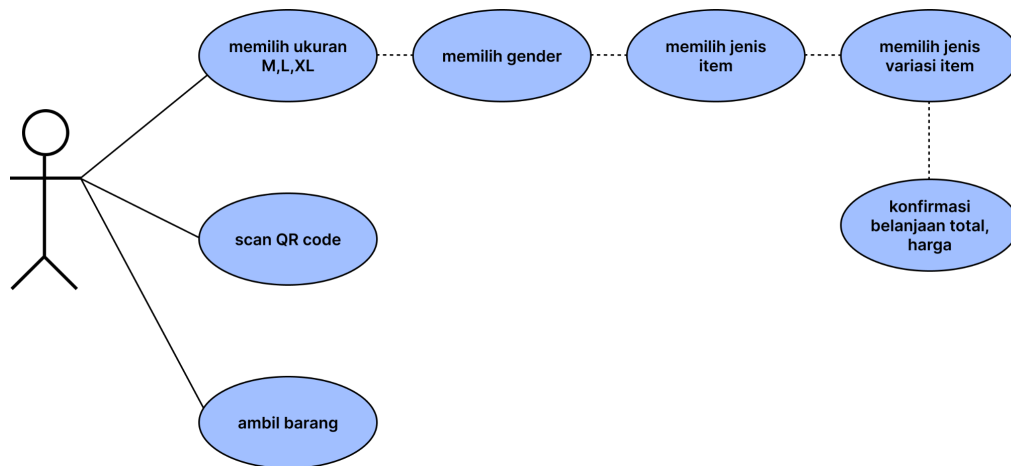 memilih ukuran
M,L,XL
memilih gender
memilih jenis
item
memilih jenis
variasi item
scan QR code
konfirmasi
belanjaan total,
harga
ambil barang